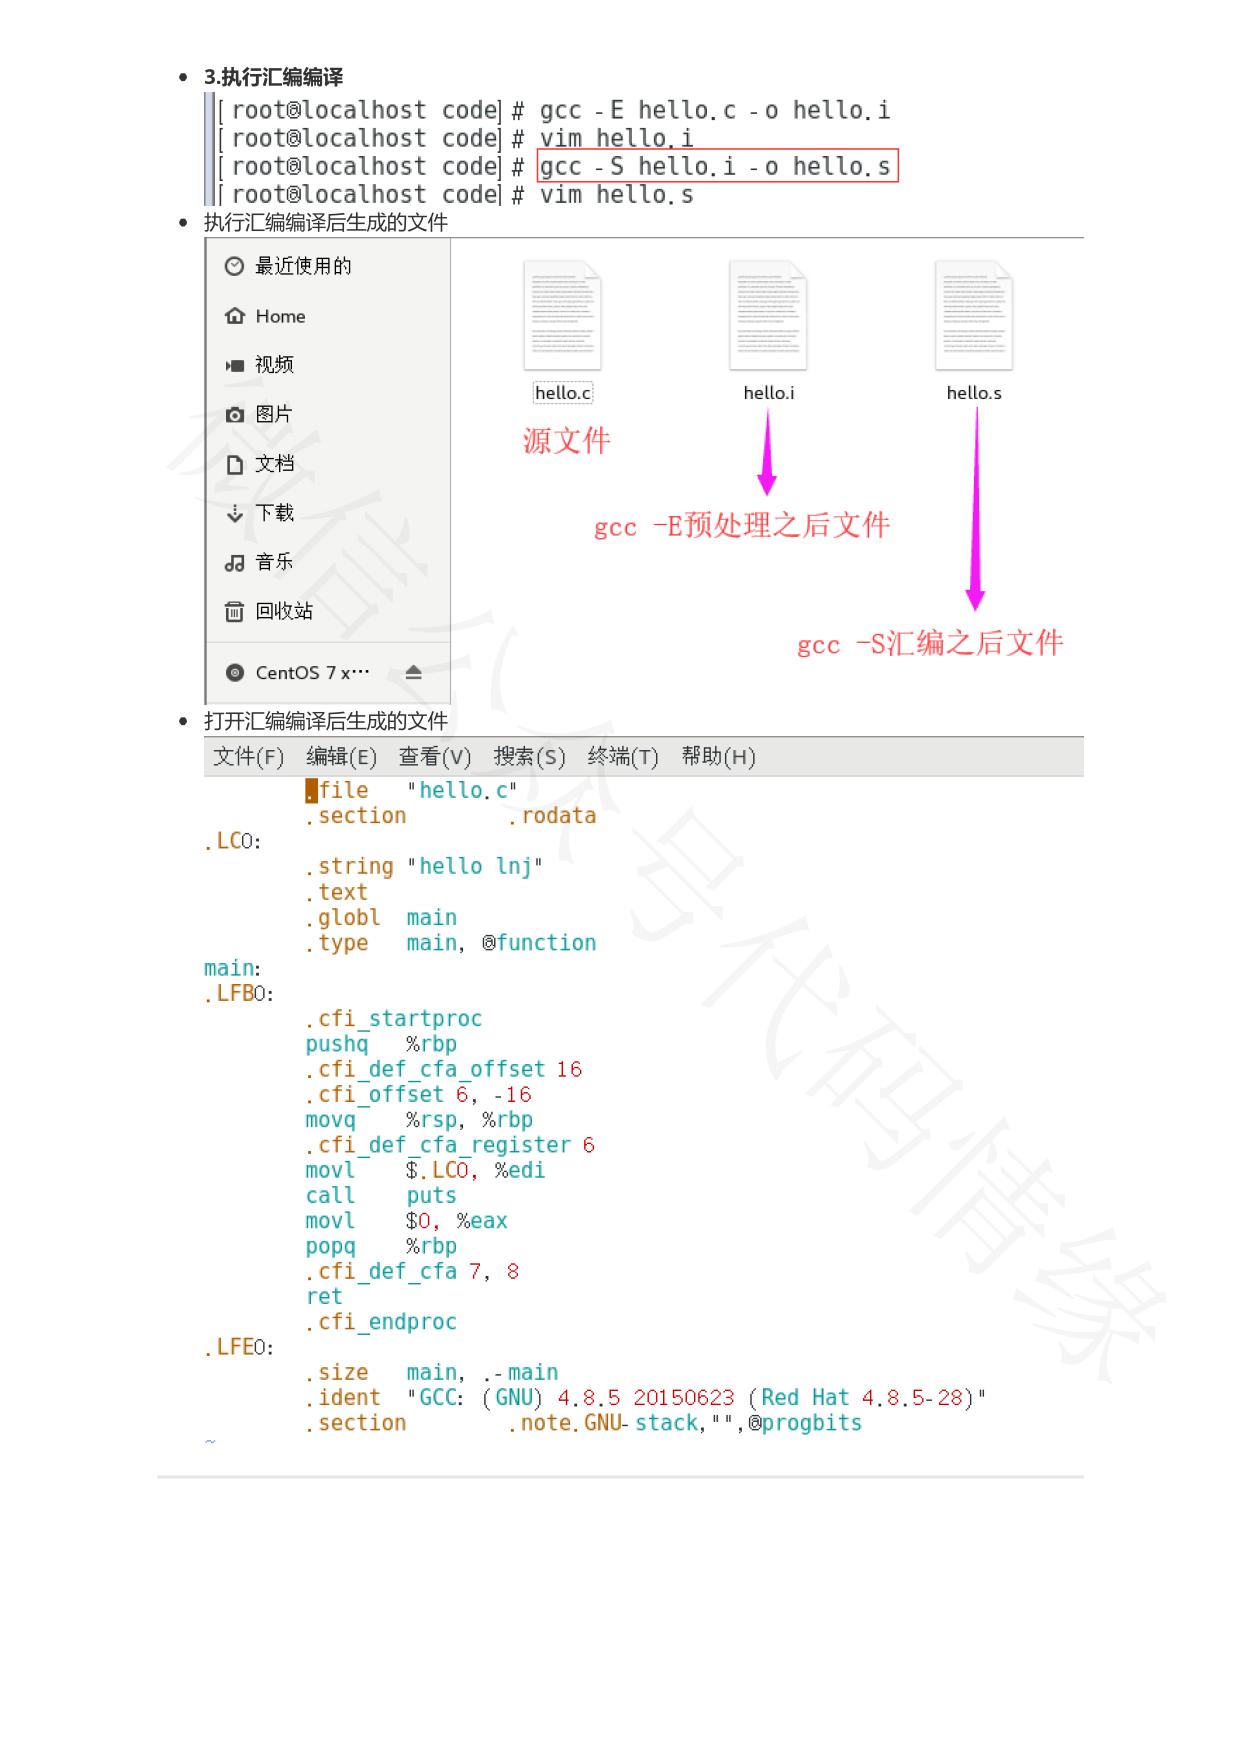 3.执行汇编编译
[root@localhost code]# gcc -E hello.c -o hello.i
[root@localhost code]# vim hello.i
[root@localhost code]# gcc -S hello.i -o hello.s
[root@localhost code]# vim hello.s
执行汇编编译后生成的文件
最近使用的
Home
视频
图片
文档
下载
音乐
回收站
CentOS 7 x…
hello.c
hello.i
hello.s
源文件
gcc -E预处理之后文件
gcc -S汇编之后文件
打开汇编编译后生成的文件
文件(F) 编辑(E) 查看(V) 搜索(S) 终端(T) 帮助(H)
.file "hello.c"
.section .rodata
.LC0:
.string "hello lnj"
.text
.globl main
.type main, @function
main:
.LFB0:
.cfi_startproc
pushq %rbp
.cfi_def_cfa_offset 16
.cfi_offset 6, -16
movq %rsp, %rbp
.cfi_def_cfa_register 6
movl $.LC0, %edi
call puts
movl $0, %eax
popq %rbp
.cfi_def_cfa 7, 8
ret
.cfi_endproc
.LFE0:
.size main, .-main
.ident "GCC: (GNU) 4.8.5 20150623 (Red Hat 4.8.5-28)"
.section .note.GNU-stack,"",@progbits
~
微信公众号代码情缘